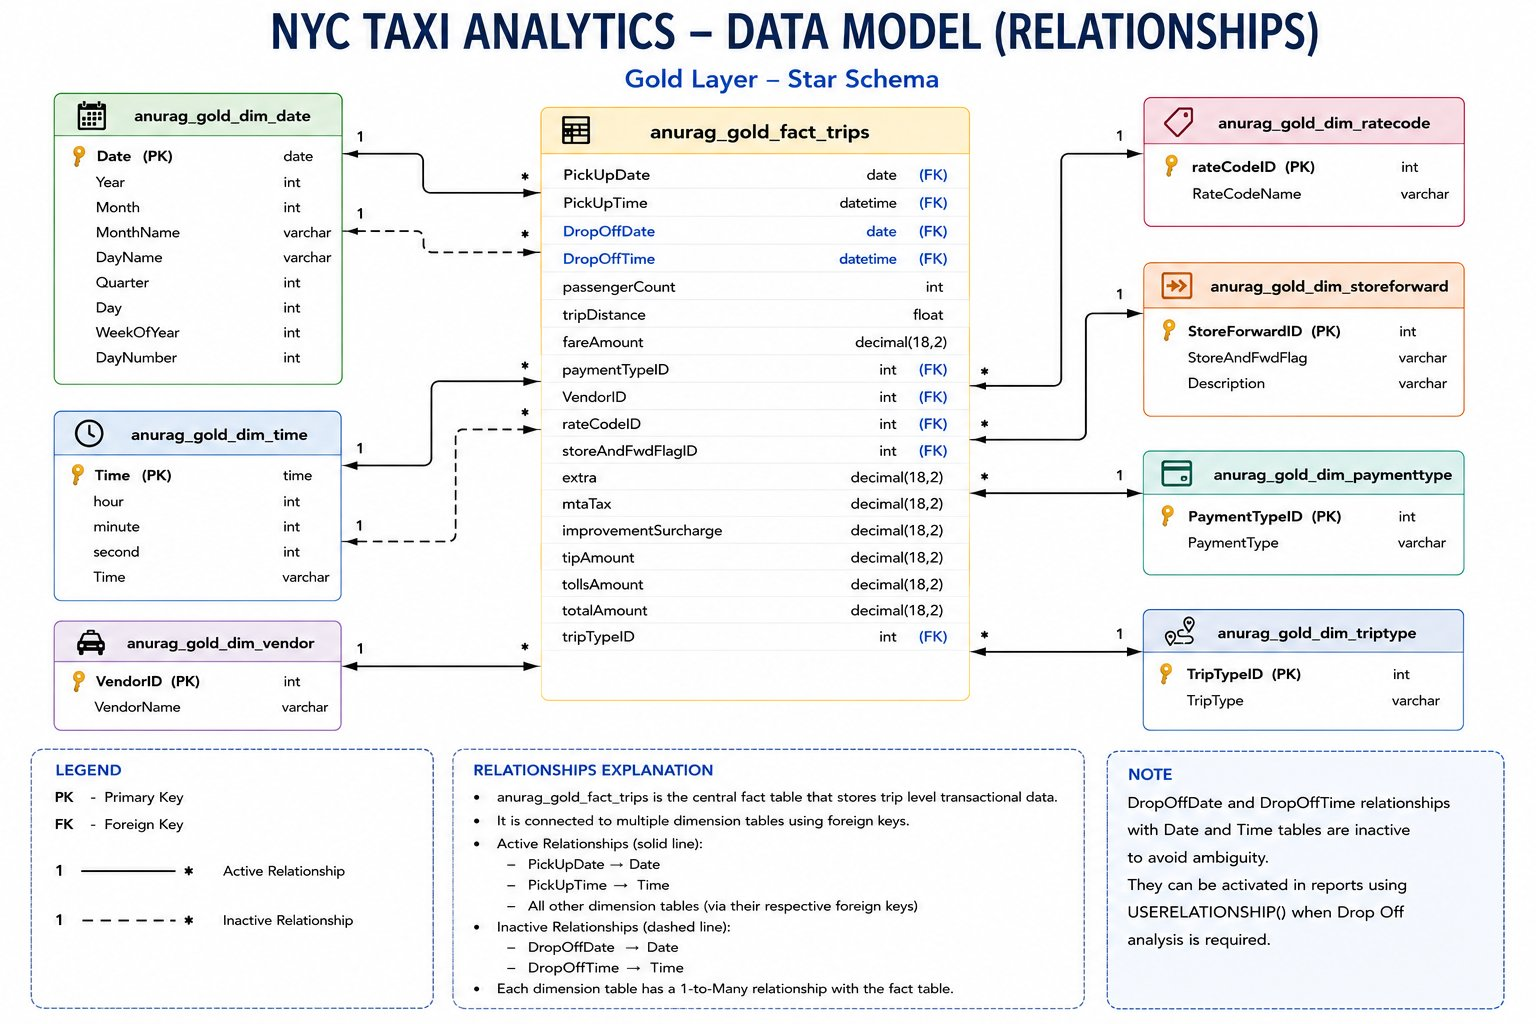 NYC TAXI ANALYTICS – DATA MODEL (RELATIONSHIPS)
Gold Layer – Star Schema
anurag_gold_dim_date
Date (PK) date
Year int
Month int
MonthName varchar
DayName varchar
Quarter int
Day int
WeekOfYear int
DayNumber int
1
*
1
*
anurag_gold_dim_time
Time (PK) time
hour int
minute int
second int
Time varchar
1
*
1
*
anurag_gold_dim_vendor
VendorID (PK) int
VendorName varchar
1
*
anurag_gold_fact_trips
PickUpDate date (FK)
PickUpTime datetime (FK)
DropOffDate date (FK)
DropOffTime datetime (FK)
passengerCount int
tripDistance float
fareAmount decimal(18,2)
paymentTypeID int (FK)
VendorID int (FK)
rateCodeID int (FK)
storeAndFwdFlagID int (FK)
extra decimal(18,2)
mtaTax decimal(18,2)
improvementSurcharge decimal(18,2)
tipAmount decimal(18,2)
tollsAmount decimal(18,2)
totalAmount decimal(18,2)
tripTypeID int (FK)
1
*
anurag_gold_dim_ratecode
rateCodeID (PK) int
RateCodeName varchar
1
*
anurag_gold_dim_storeforward
StoreForwardID (PK) int
StoreAndFwdFlag varchar
Description varchar
* 1
anurag_gold_dim_paymenttype
PaymentTypeID (PK) int
PaymentType varchar
* 1
anurag_gold_dim_triptype
TripTypeID (PK) int
TripType varchar
LEGEND
PK - Primary Key
FK - Foreign Key
1 * Active Relationship
1 * Inactive Relationship
RELATIONSHIPS EXPLANATION
• anurag_gold_fact_trips is the central fact table that stores trip level transactional data.
• It is connected to multiple dimension tables using foreign keys.
• Active Relationships (solid line):
– PickUpDate → Date
– PickUpTime → Time
– All other dimension tables (via their respective foreign keys)
• Inactive Relationships (dashed line):
– DropOffDate → Date
– DropOffTime → Time
• Each dimension table has a 1-to-Many relationship with the fact table.
NOTE
DropOffDate and DropOffTime relationships
with Date and Time tables are inactive
to avoid ambiguity.
They can be activated in reports using
USERELATIONSHIP() when Drop Off
analysis is required.